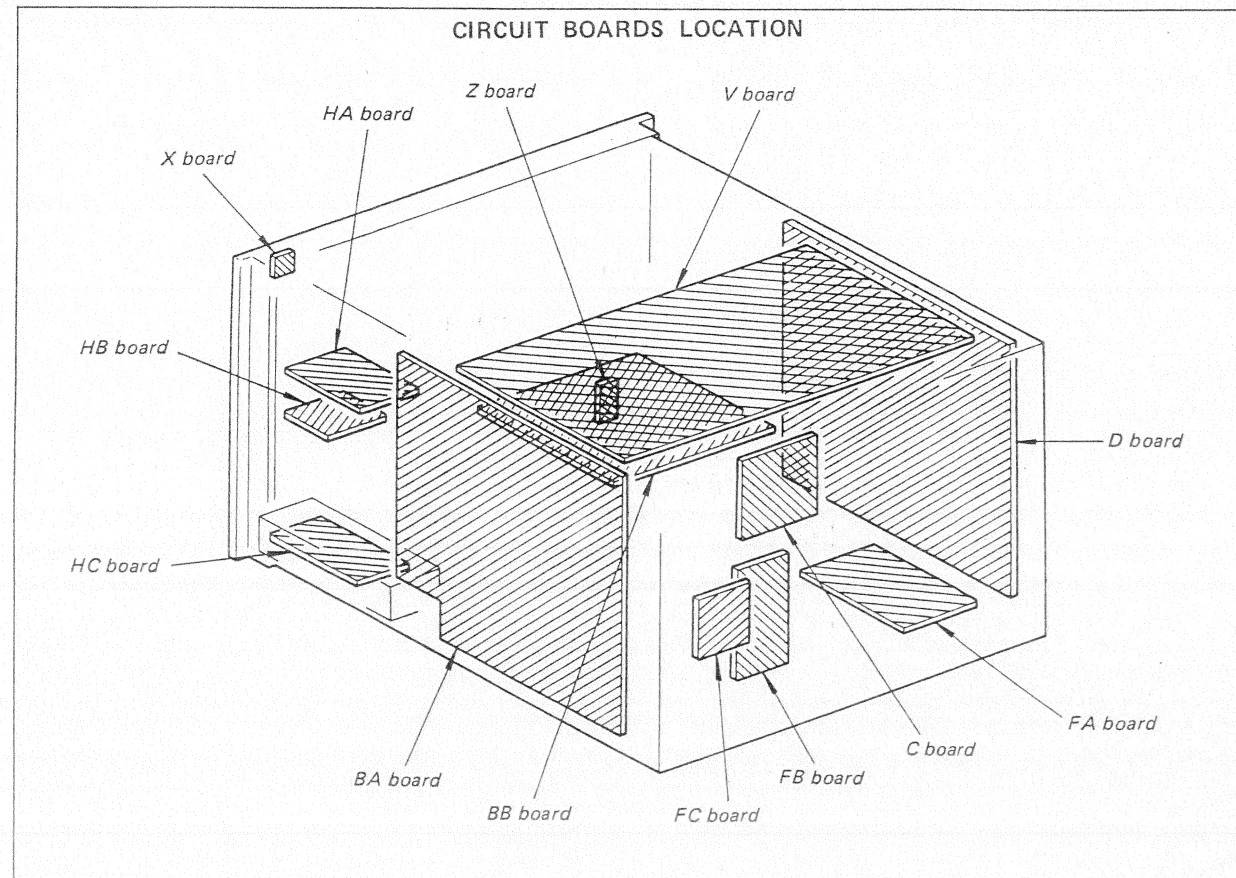 CIRCUIT BOARDS LOCATION
Z board
V board
HA board
X board
HB board
D board
HC board
FA board
C board
BA board
FB board
BB board
FC board